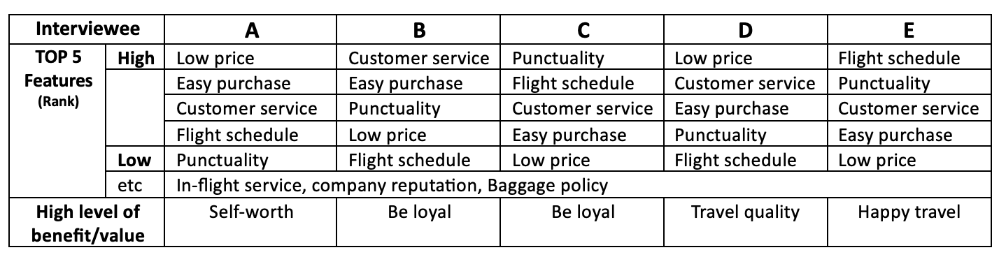 Interviewee A B C D E
TOP 5 High Low price Customer service Punctuality Low price Flight schedule
Features Easy purchase Easy purchase Flight schedule Customer service Punctuality
(Rank) Customer service Punctuality Customer service Easy purchase Customer service
Flight schedule Low price Easy purchase Punctuality Easy purchase
Low Punctuality Flight schedule Low price Flight schedule Low price
etc In-flight service, company reputation, Baggage policy
High level of Self-worth Be loyal Be loyal Travel quality Happy travel
benefit/value